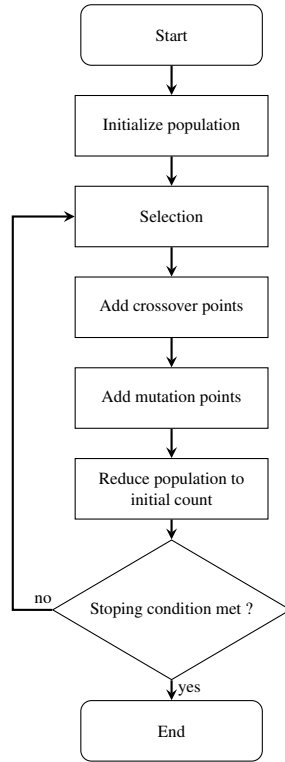 Start
Initialize population
Selection
Add crossover points
Add mutation points
Reduce population to
initial count
Stoping condition met ?
no
yes
End